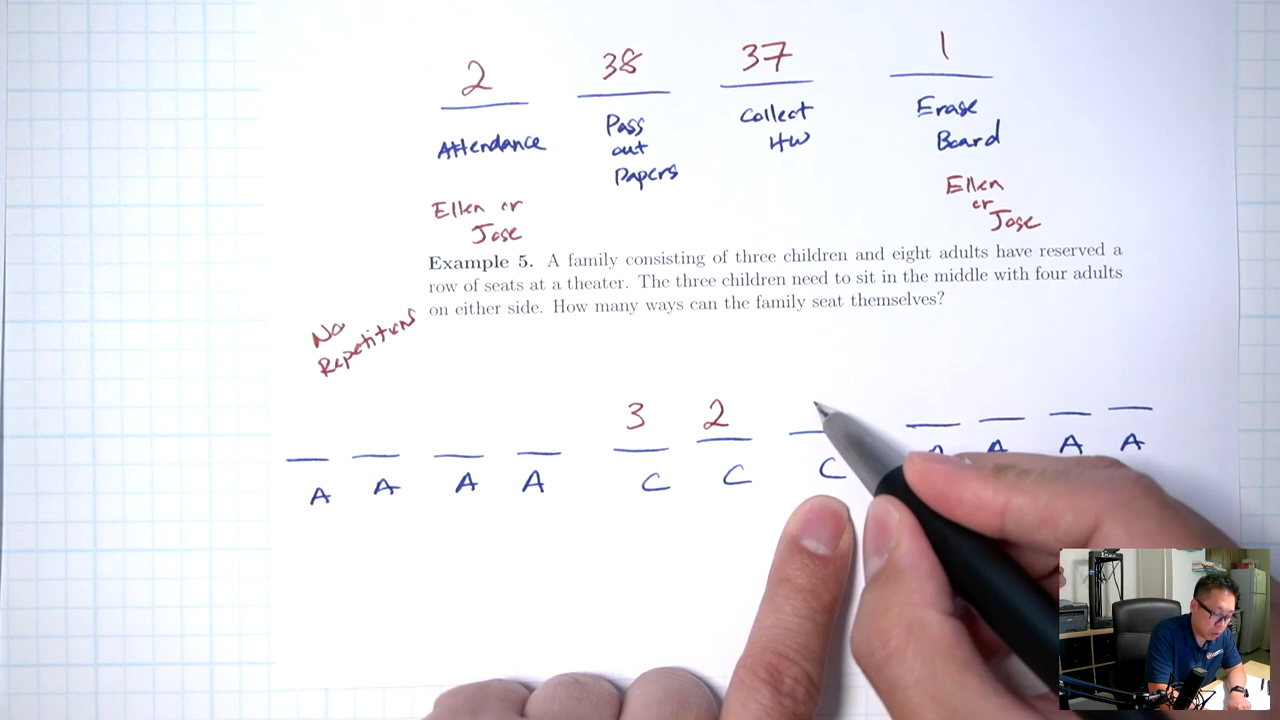 2 38 37 1
Attendance Pass out Papers Collect HW Erase Board
Ellen or Jose Ellen or Jose
Example 5. A family consisting of three children and eight adults have reserved a
row of seats at a theater. The three children need to sit in the middle with four adults
on either side. How many ways can the family seat themselves?
No
Repetitions
3 2
A A A A C C C A A A A